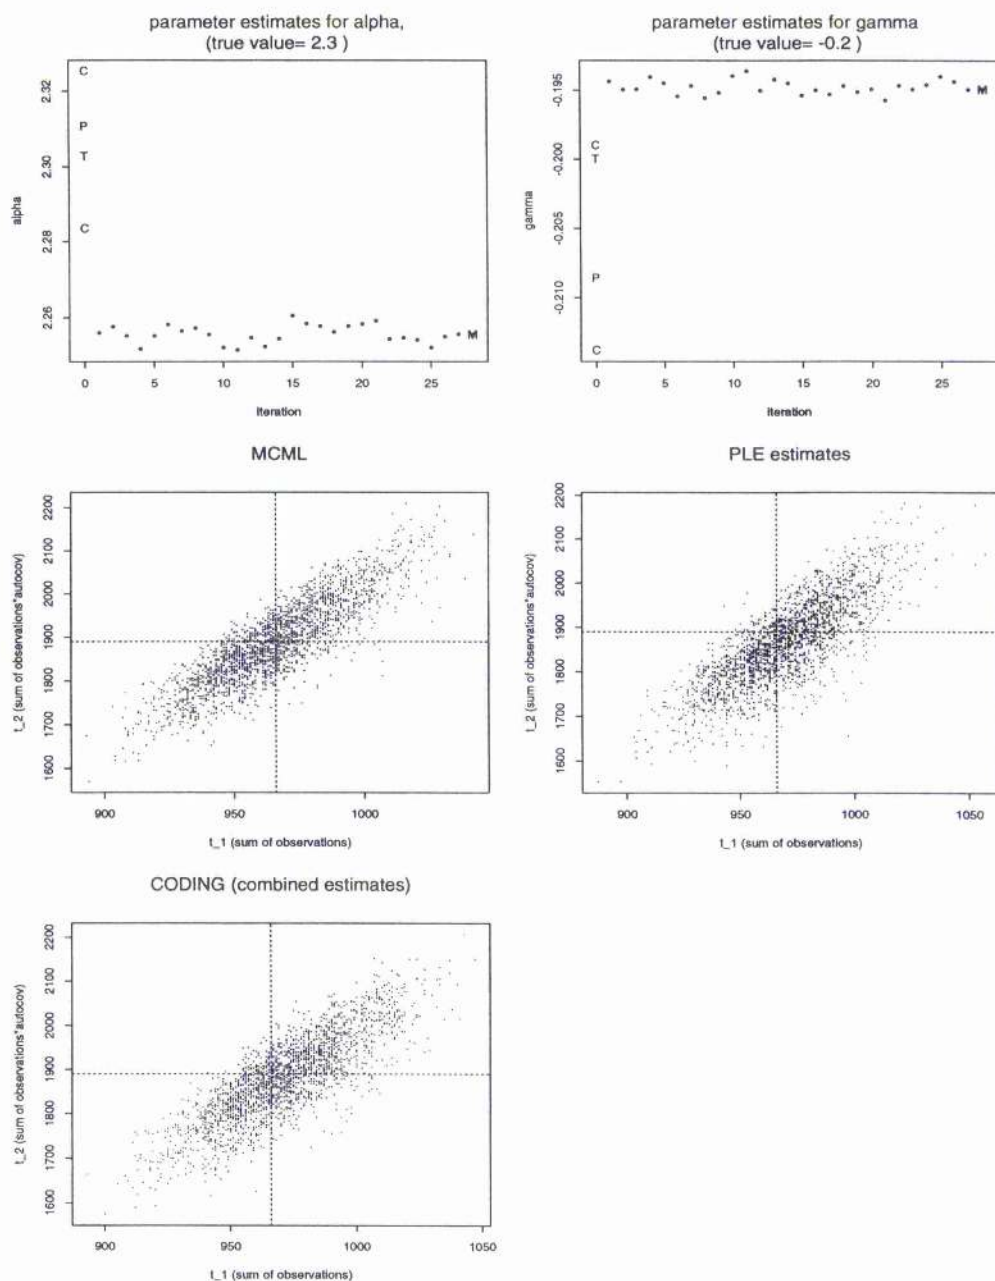 parameter estimates for alpha,
(true value= 2.3 )
C
P
T
C
M
2.32
2.30
2.28
2.26
alpha
0 5 10 15 20 25
iteration
parameter estimates for gamma
(true value= -0.2 )
M
C
T
P
C
-0.195
-0.200
-0.205
-0.210
gamma
0 5 10 15 20 25
iteration
MCML
2200
2100
2000
1900
1800
1700
1600
t_2 (sum of observations*autocov)
900 950 1000
t_1 (sum of observations)
PLE estimates
2200
2100
2000
1900
1800
1700
1600
t_2 (sum of observations*autocov)
900 950 1000 1050
t_1 (sum of observations)
CODING (combined estimates)
2200
2100
2000
1900
1800
1700
1600
t_2 (sum of observations*autocov)
900 950 1000 1050
t_1 (sum of observations)